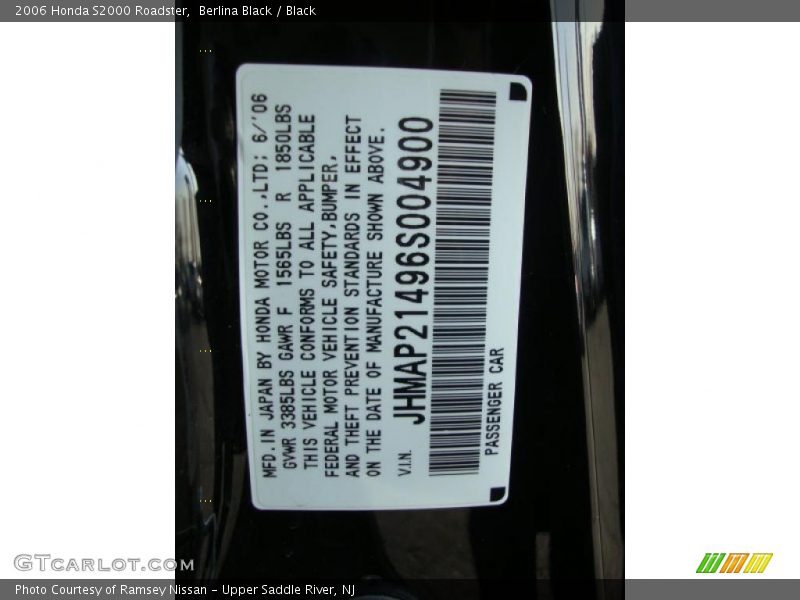 2006 Honda S2000 Roadster,  Berlina Black / Black
MFD.IN JAPAN BY HONDA MOTOR CO.,LTD; 6/'06
GVWR 3385LBS GAWR F 1565LBS R 1850LBS
THIS VEHICLE CONFORMS TO ALL APPLICABLE
FEDERAL MOTOR VEHICLE SAFETY,BUMPER,
AND THEFT PREVENTION STANDARDS IN EFFECT
ON THE DATE OF MANUFACTURE SHOWN ABOVE.
V.I.N. JHMAP21496S004900
PASSENGER CAR
GTcarlot.com
Photo Courtesy of Ramsey Nissan - Upper Saddle River, NJ